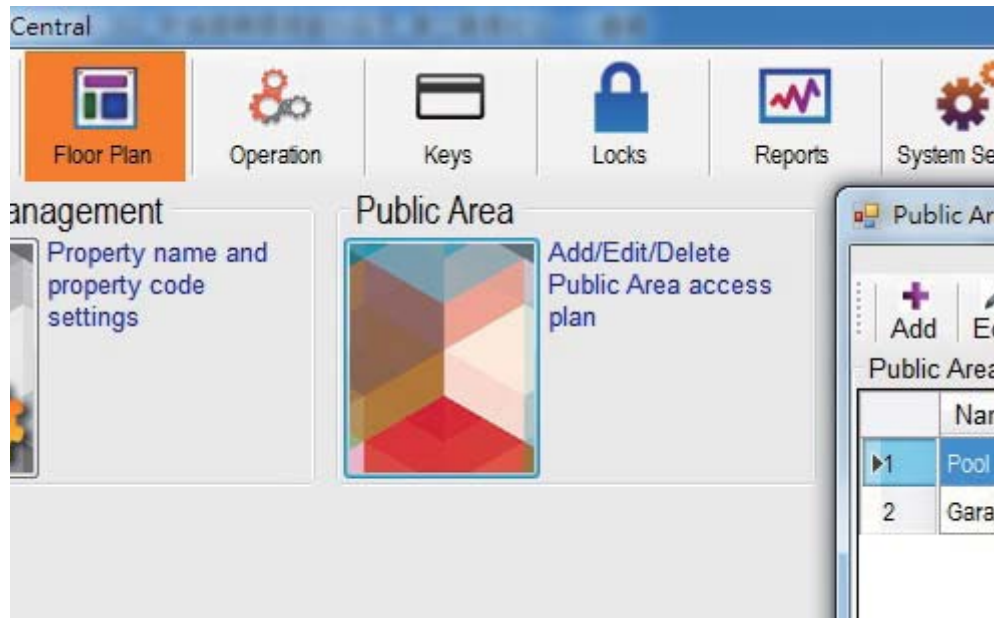 Central
Floor Plan
Operation
Keys
Locks
Reports
System Se
anagement
Property name and
property code
settings
Public Area
Add/Edit/Delete
Public Area access
plan
Public Ar
Add
Public Area
Nar
1 Pool
2 Gara